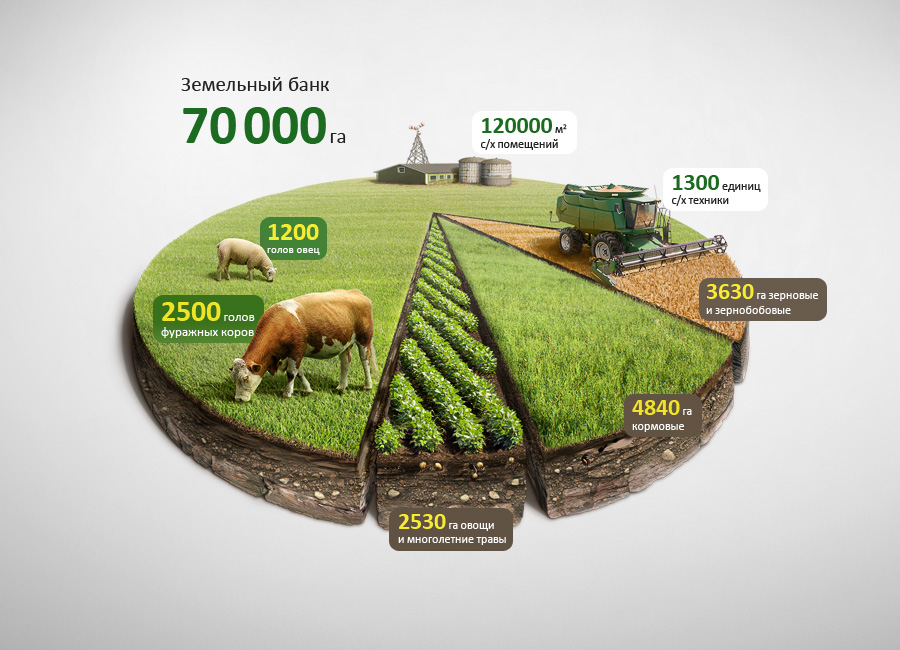 Земельный банк
70 000 га
120000 м²
с/х помещений
1300 единиц
с/х техники
1200
голов овец
2500 голов
фуражных коров
3630 га зерновые
и зернобобовые
4840 га
кормовые
2530 га овощи
и многолетние травы